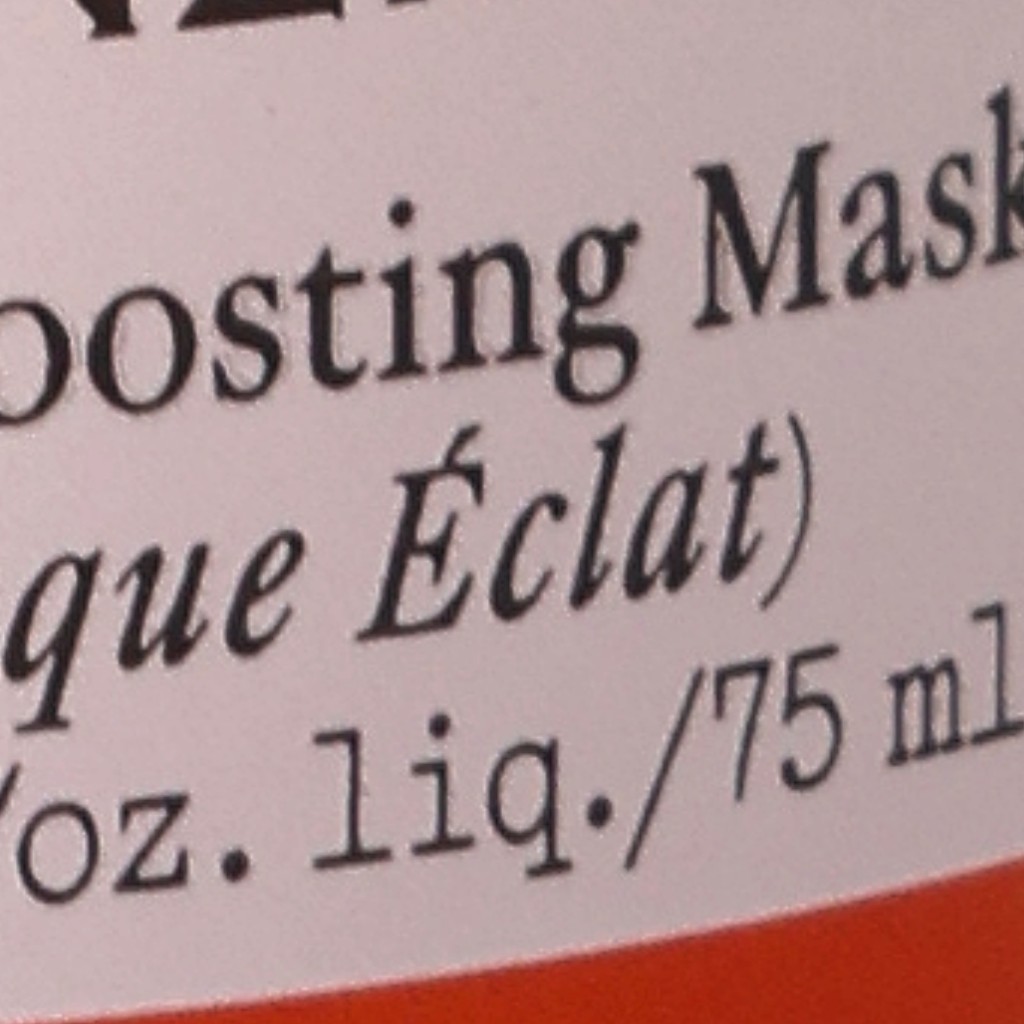 oosting Mask
que Éclat)
/oz. liq./75 ml